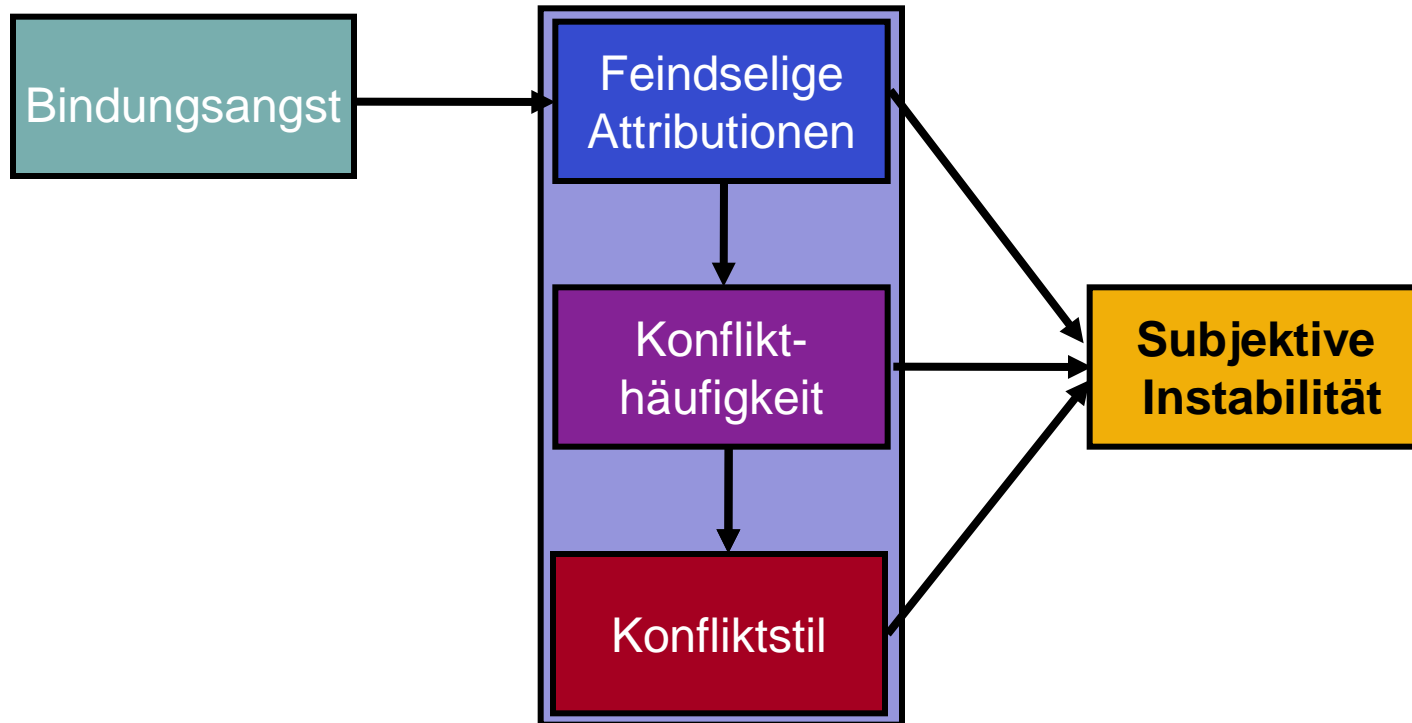 Bindungsangst
Feindselige
Attributionen
Konflikt-
häufigkeit
Konfliktstil
Subjektive
Instabilität